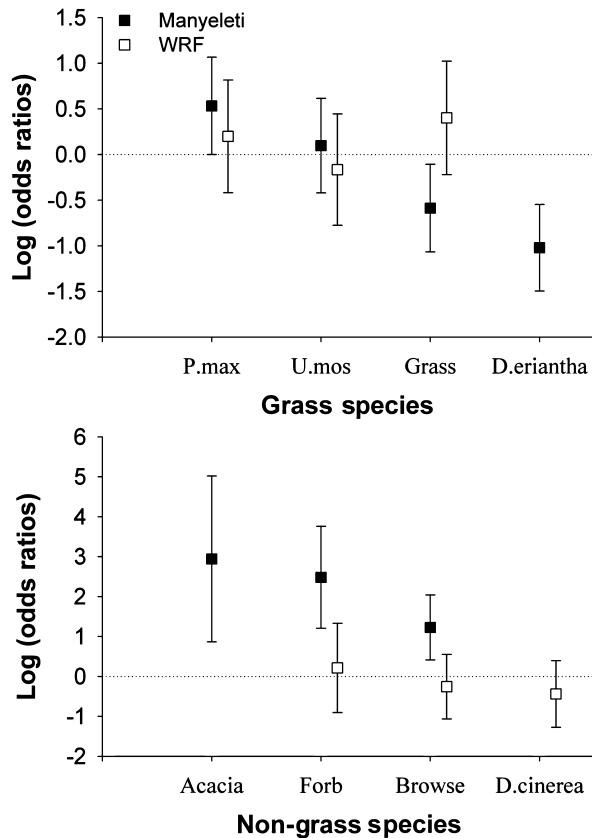 Manyeleti
WRF
1.5
1.0
0.5
0.0
-0.5
-1.0
-1.5
-2.0
Log (odds ratios)
P.max U.mos Grass D.eriantha
Grass species
6
5
4
3
2
1
0
-1
-2
Log (odds ratios)
Acacia Forb Browse D.cinerea
Non-grass species